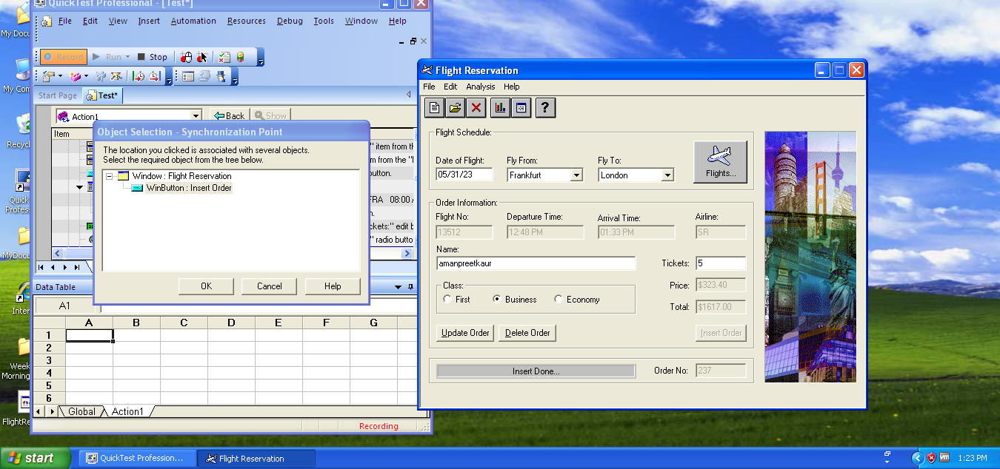 QuickTest Professional - [Test*]
File Edit View Insert Automation Resources Debug Tools Window Help
Record Run Stop
Start Page Test*
Action1 Back Show
Item
" item from th
m from the "
button.
FRA 08:00
n.
ckets:" edit b
" radio butto
Object Selection - Synchronization Point
The location you clicked is associated with several objects.
Select the required object from the tree below.
Window : Flight Reservation
WinButton : Insert Order
OK Cancel Help
Data Table
A1
A B C D E F G
1
2
3
4
5
6
Global Action1
Recording
My Docu
My Com
Recycl
Quick
Profess
MyDocu
Inter
Week
Morning
FlightRe
Flight Reservation
File Edit Analysis Help
?
Flight Schedule:
Date of Flight: Fly From: Fly To:
05/31/23 Frankfurt London
Flights...
Order Information:
Flight No: Departure Time: Arrival Time: Airline:
13512 12:48 PM 01:33 PM SR
Name:
amanpreetkaur
Tickets: 5
Class:
First Business Economy
Price: $323.40
Total: $1617.00
Update Order Delete Order Insert Order
Insert Done... Order No: 237
start QuickTest Profession... Flight Reservation vm 1:23 PM